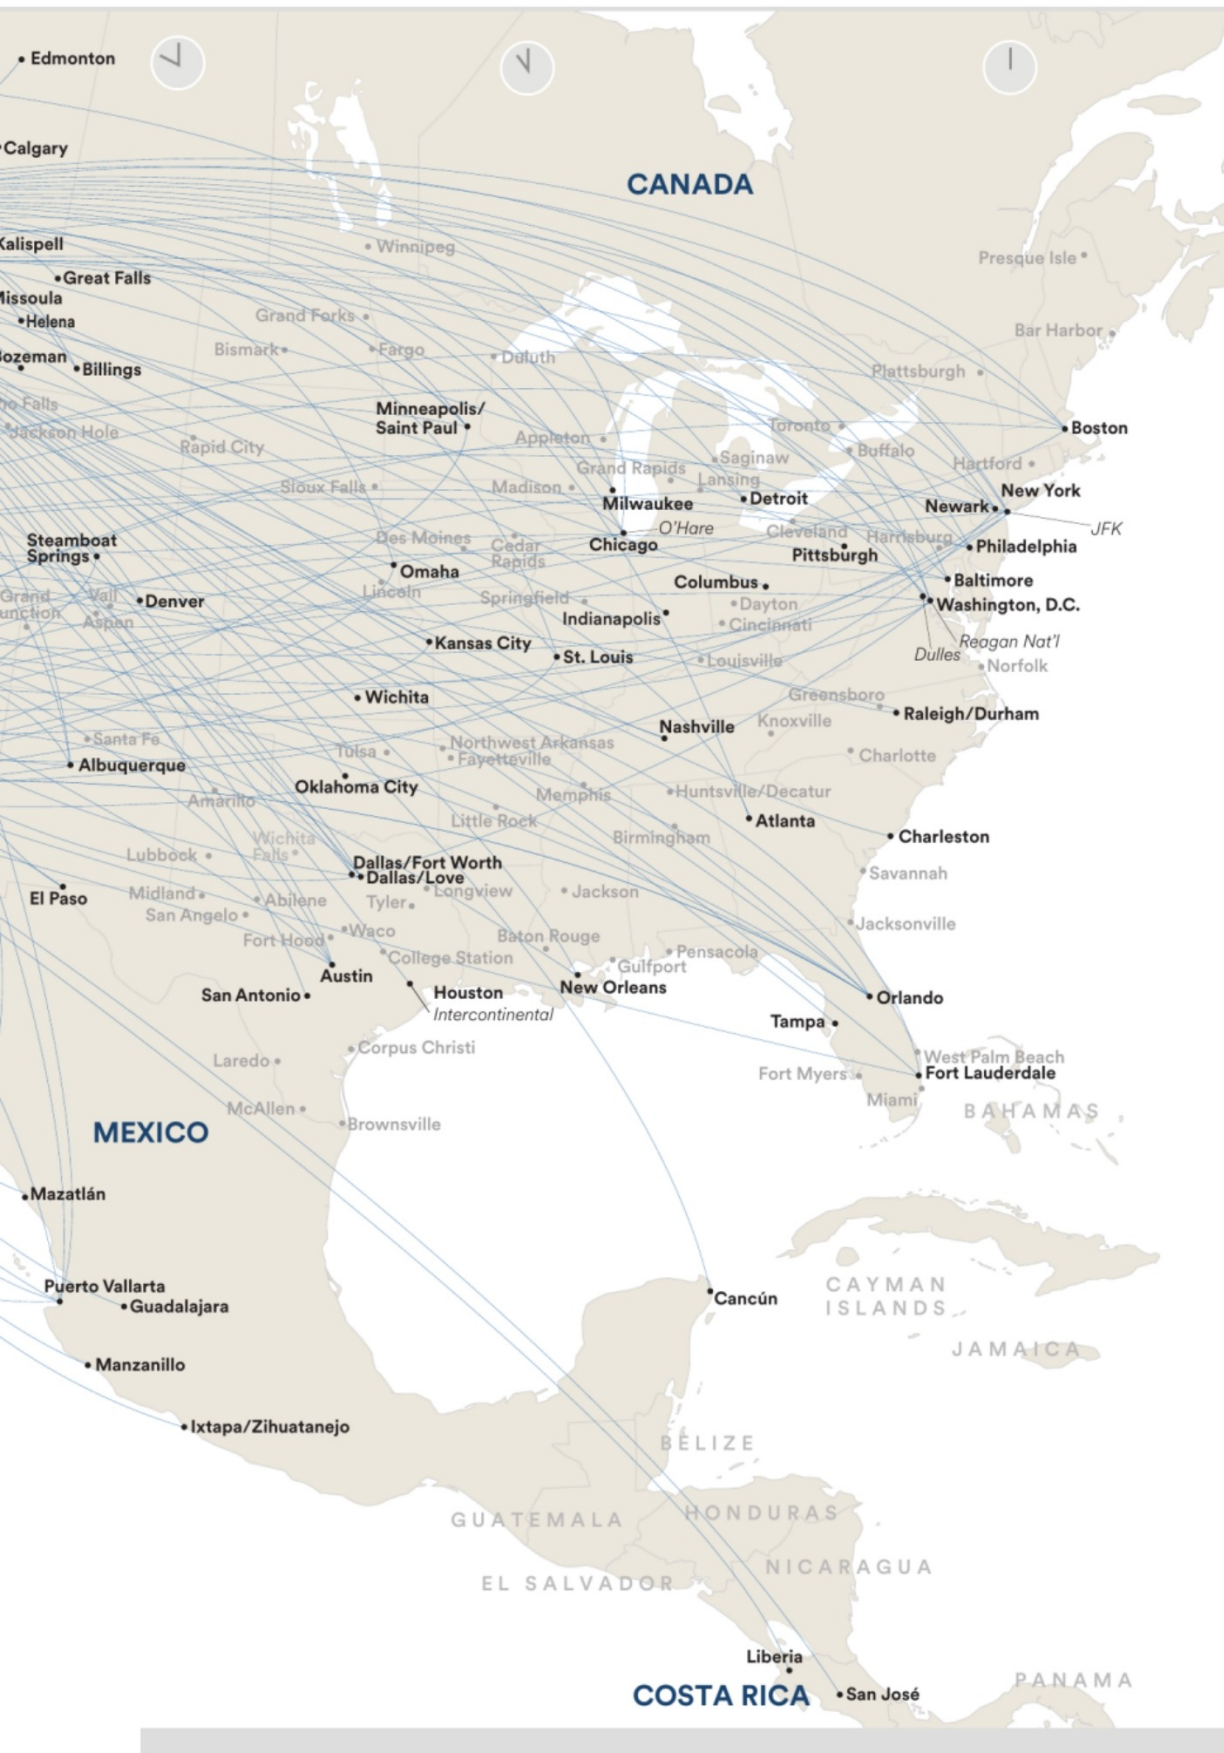 Edmonton
Calgary
CANADA
Kalispell
Winnipeg
Presque Isle
Great Falls
Missoula
Helena
Grand Forks
Bar Harbor
Bismark
Fargo
Duluth
Bozeman
Billings
Plattsburgh
ho Falls
Jackson Hole
Rapid City
Minneapolis/
Saint Paul
Appleton
Toronto
Boston
Buffalo
Saginaw
Hartford
Grand Rapids
Lansing
Sioux Falls
Madison
Milwaukee
Detroit
New York
Newark
JFK
O'Hare
Chicago
Cleveland
Harrisburg
Pittsburgh
Philadelphia
Steamboat
Springs
Des Moines
Cedar
Rapids
Omaha
Lincoln
Columbus
Baltimore
Grand
unction
Vail
Aspen
Denver
Springfield
Dayton
Washington, D.C.
Indianapolis
Cincinnati
Reagan Nat'l
Dulles
Kansas City
St. Louis
Louisville
Norfolk
Wichita
Greensboro
Raleigh/Durham
Nashville
Knoxville
Santa Fe
Albuquerque
Tulsa
Northwest Arkansas
Fayetteville
Charlotte
Oklahoma City
Amarillo
Memphis
Huntsville/Decatur
Little Rock
Atlanta
Birmingham
Charleston
Wichita
Falls
Lubbock
Dallas/Fort Worth
Dallas/Love
Savannah
El Paso
Midland
Abilene
Longview
Jackson
Tyler
San Angelo
Waco
Jacksonville
Fort Hood
Baton Rouge
College Station
Pensacola
Gulfport
Austin
New Orleans
San Antonio
Houston
Intercontinental
Orlando
Tampa
Corpus Christi
Laredo
West Palm Beach
Fort Myers
Fort Lauderdale
Miami
McAllen
BAHAMAS
MEXICO
Brownsville
Mazatlán
Puerto Vallarta
Guadalajara
Cancún
CAYMAN
ISLANDS
JAMAICA
Manzanillo
Ixtapa/Zihuatanejo
BELIZE
GUATEMALA
HONDURAS
NICARAGUA
EL SALVADOR
Liberia
COSTA RICA
San José
PANAMA